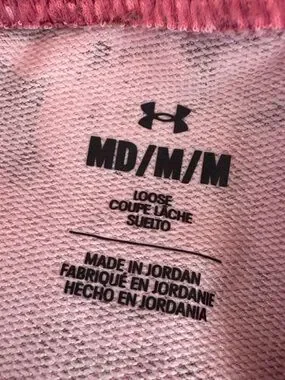 MD/M/M
LOOSE
COUPE LÂCHE
SUELTO
MADE IN JORDAN
FABRIQUÉ EN JORDANIE
HECHO EN JORDANIA